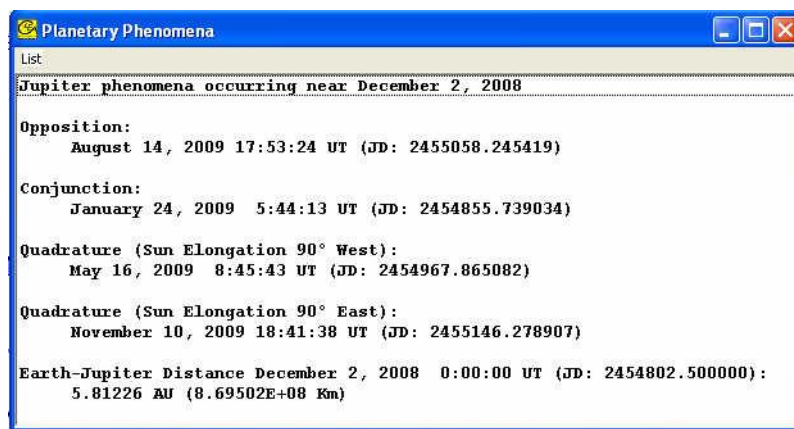 Planetary Phenomena
List
Jupiter phenomena occurring near December 2, 2008
Opposition:
August 14, 2009 17:53:24 UT (JD: 2455058.245419)
Conjunction:
January 24, 2009 5:44:13 UT (JD: 2454855.739034)
Quadrature (Sun Elongation 90° West):
May 16, 2009 8:45:43 UT (JD: 2454967.865082)
Quadrature (Sun Elongation 90° East):
November 10, 2009 18:41:38 UT (JD: 2455146.278907)
Earth-Jupiter Distance December 2, 2008 0:00:00 UT (JD: 2454802.500000):
5.81226 AU (8.69502E+08 Km)